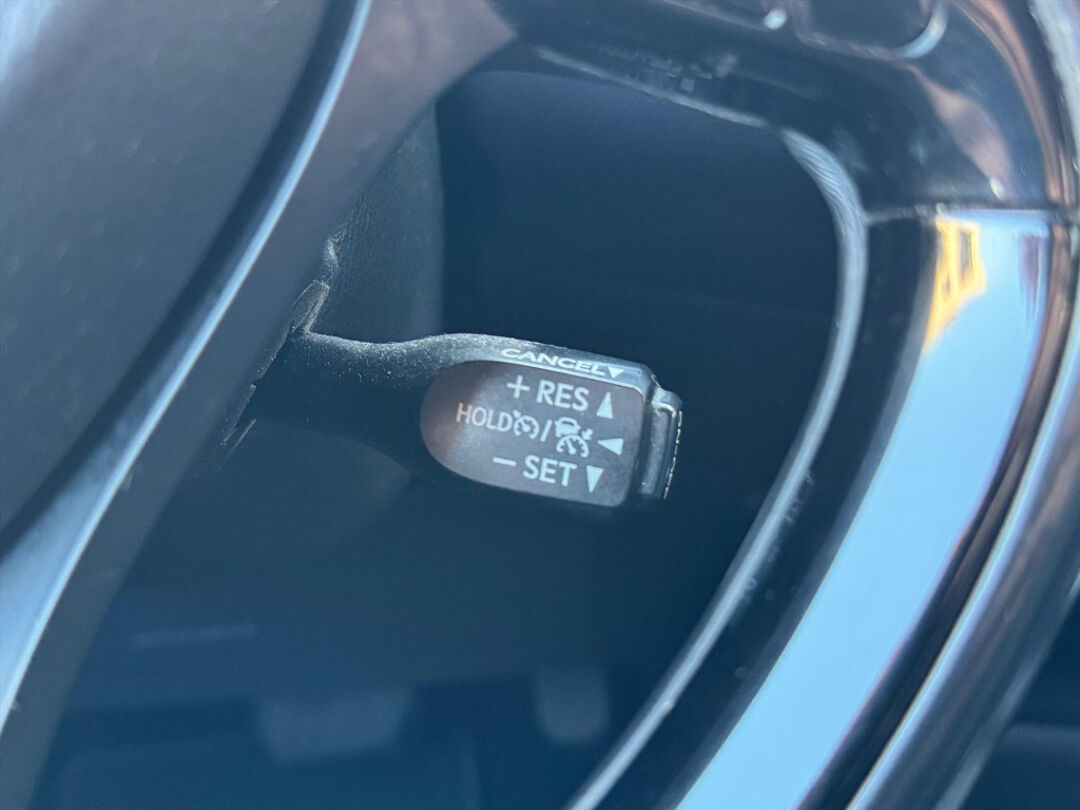 CANCEL▼
+ RES ▲
HOLD / ◀
− SET ▼